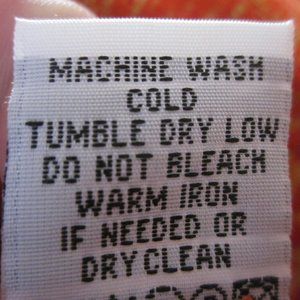 MACHINE WASH
COLD
TUMBLE DRY LOW
DO NOT BLEACH
WARM IRON
IF NEEDED OR
DRYCLEAN